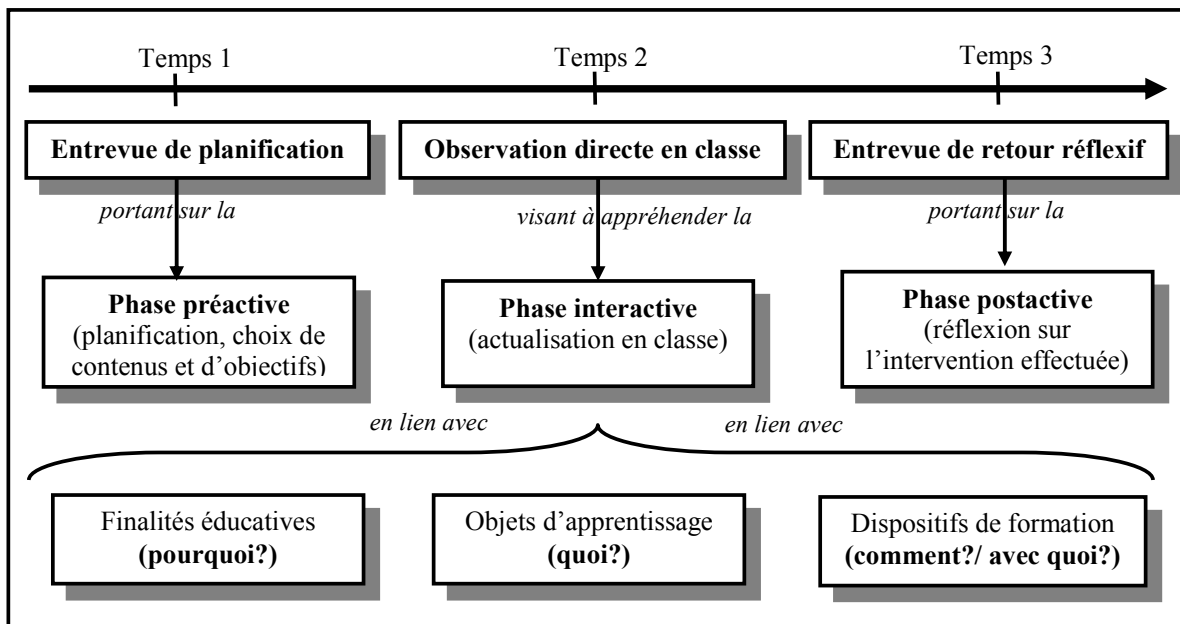 Temps 1
Temps 2
Temps 3
Entrevue de planification
Observation directe en classe
Entrevue de retour réflexif
portant sur la
visant à appréhender la
portant sur la
Phase préactive
(planification, choix de
contenus et d’objectifs)
Phase interactive
(actualisation en classe)
Phase postactive
(réflexion sur
l’intervention effectuée)
en lien avec
en lien avec
Finalités éducatives
(pourquoi?)
Objets d’apprentissage
(quoi?)
Dispositifs de formation
(comment?/ avec quoi?)